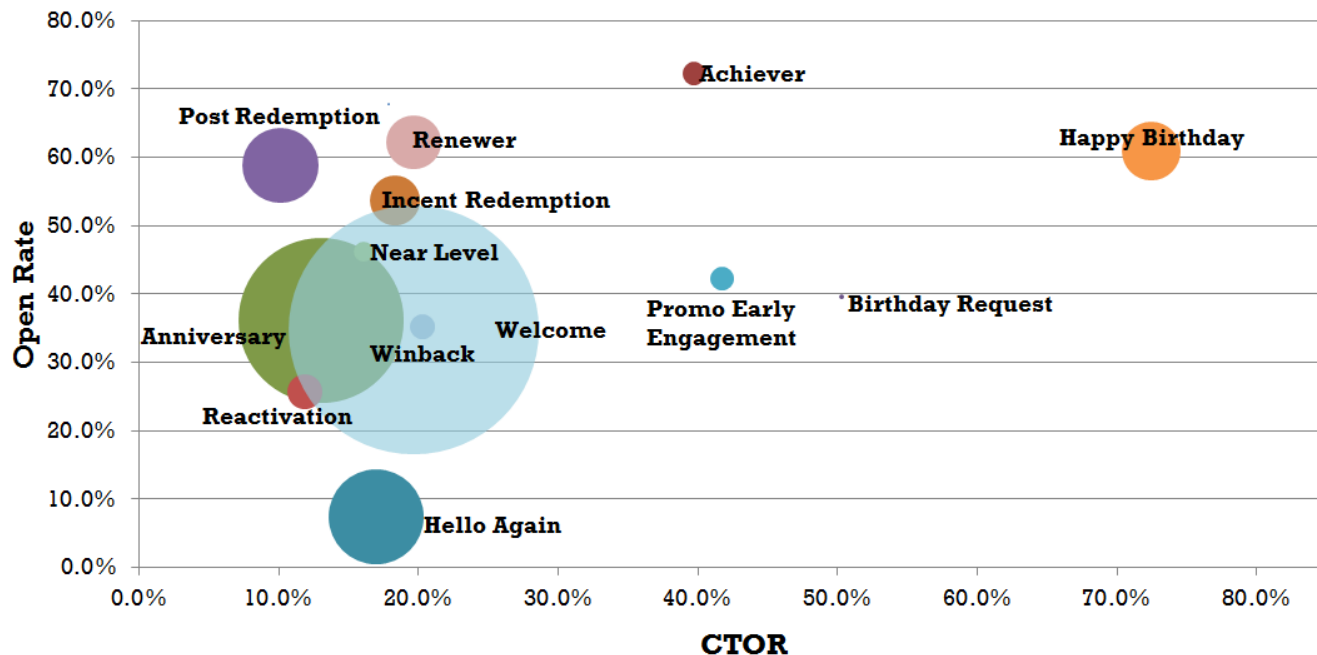 80.0%
70.0%
60.0%
50.0%
40.0%
30.0%
20.0%
10.0%
0.0%
Open Rate
Achiever
Post Redemption
Renewer
Happy Birthday
Incent Redemption
Near Level
Birthday Request
Promo Early
Engagement
Welcome
Anniversary
Winback
Reactivation
Hello Again
0.0%
10.0%
20.0%
30.0%
40.0%
50.0%
60.0%
70.0%
80.0%
CTOR